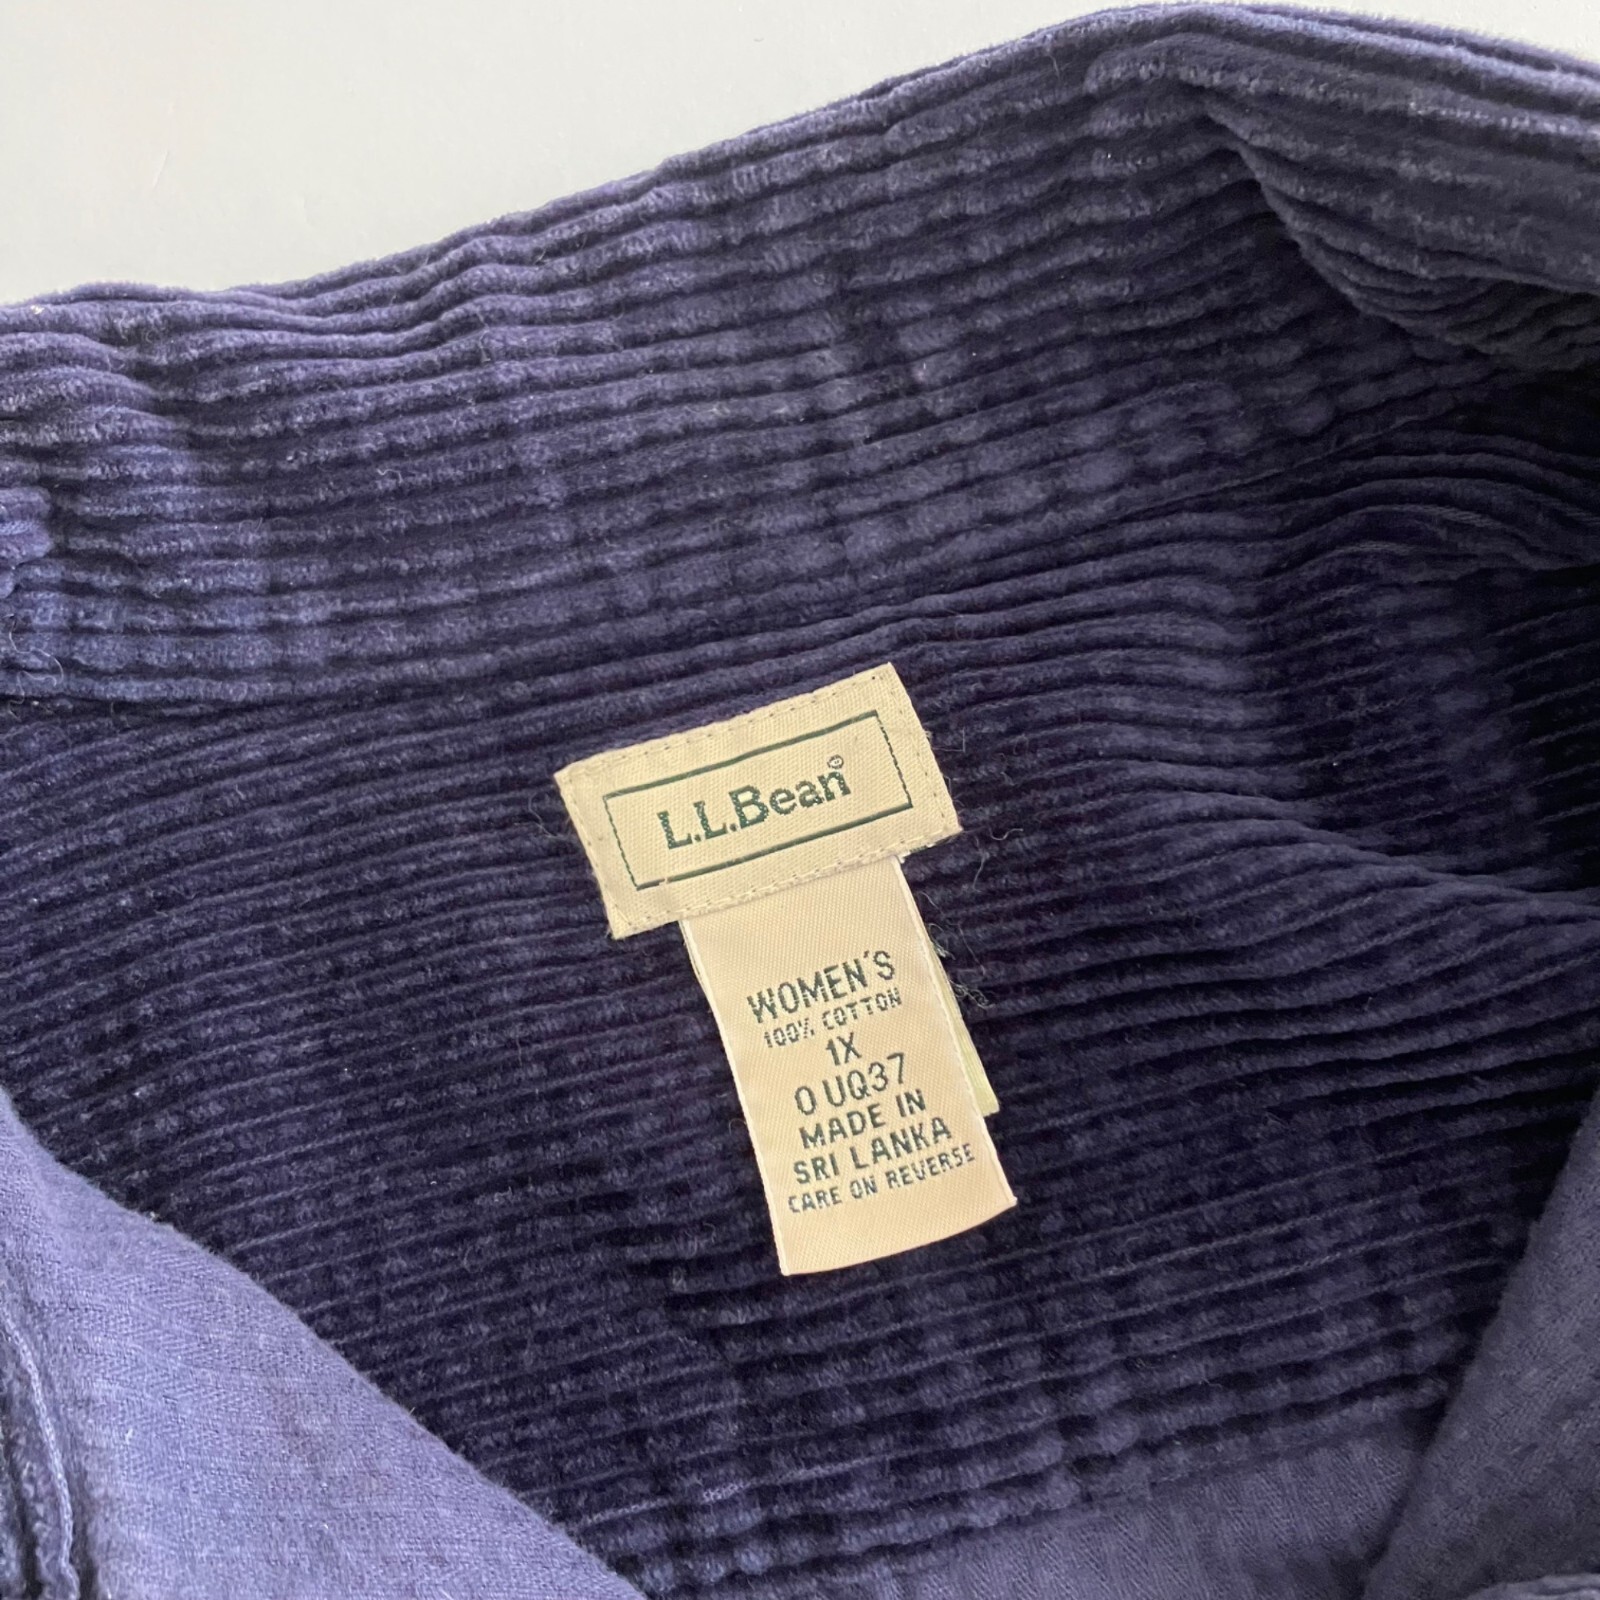 L.L.Bean®
WOMEN'S
100% COTTON
1X
0 UQ37
MADE IN
SRI LANKA
CARE ON REVERSE